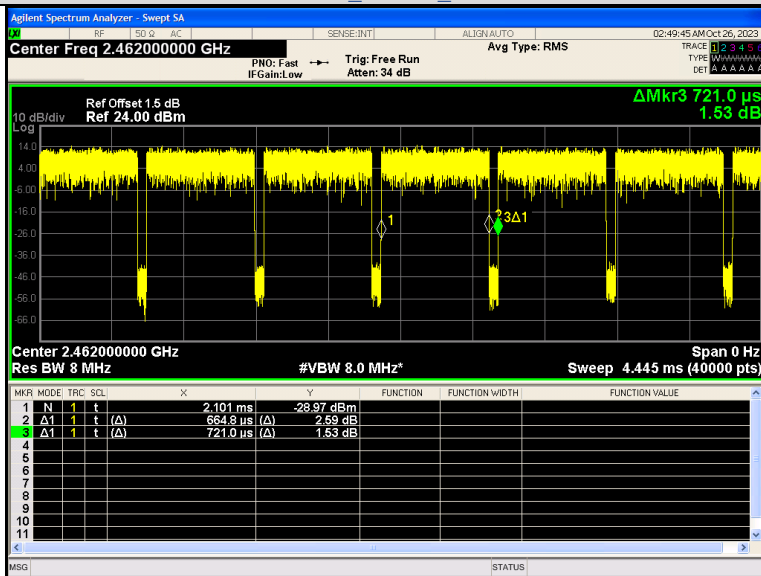 Agilent Spectrum Analyzer - Swept SA
LXI RF 50 Ω AC SENSE:INT ALIGN AUTO 02:49:45 AM Oct 26, 2023
Center Freq 2.462000000 GHz
PNO: Fast
IFGain:Low
Trig: Free Run
Atten: 34 dB
Avg Type: RMS
TRACE 1 2 3 4 5 6
TYPE
DET A A A A A A
ΔMkr3 721.0 µs
1.53 dB
Ref Offset 1.5 dB
10 dB/div Ref 24.00 dBm
Log
14.0
4.00
-6.00
-16.0
-26.0
-36.0
-46.0
-56.0
-66.0
1
3Δ1
Center 2.462000000 GHz Span 0 Hz
Res BW 8 MHz #VBW 8.0 MHz* Sweep 4.445 ms (40000 pts)
MKR MODE TRC SCL X Y FUNCTION FUNCTION WIDTH FUNCTION VALUE
1 N 1 t 2.101 ms -28.97 dBm
2 Δ1 1 t (Δ) 664.8 µs (Δ) 2.59 dB
3 Δ1 1 t (Δ) 721.0 µs (Δ) 1.53 dB
4
5
6
7
8
9
10
11
MSG STATUS